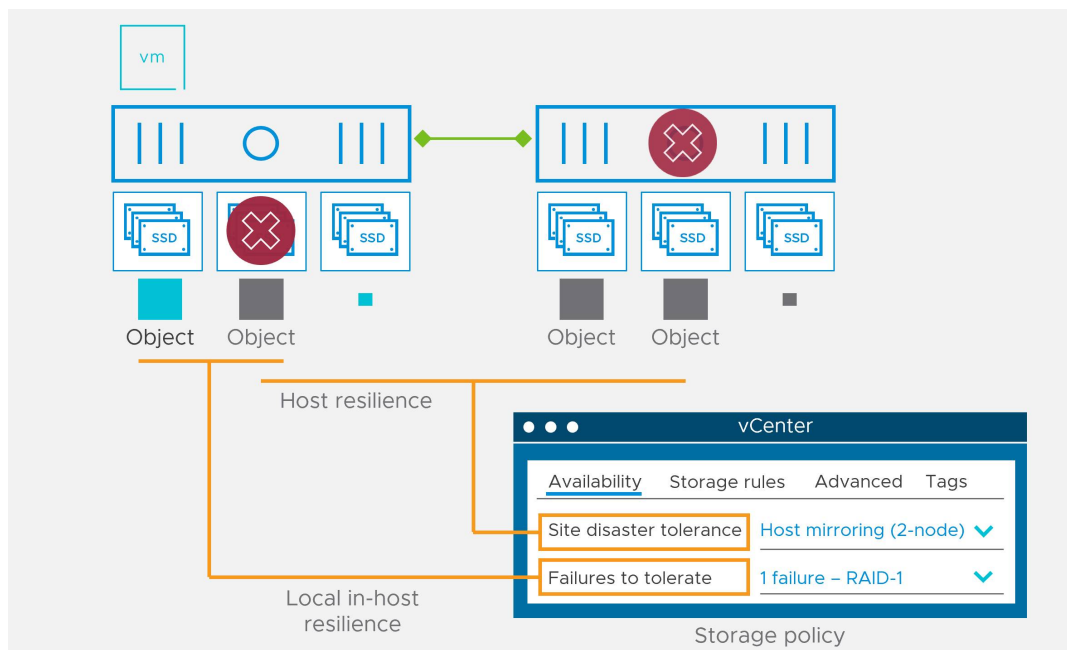 vm
SSD
SSD
SSD
SSD
SSD
Object
Object
Object
Object
Host resilience
vCenter
Availability Storage rules Advanced Tags
Site disaster tolerance Host mirroring (2-node)
Failures to tolerate 1 failure – RAID-1
Local in-host
resilience
Storage policy